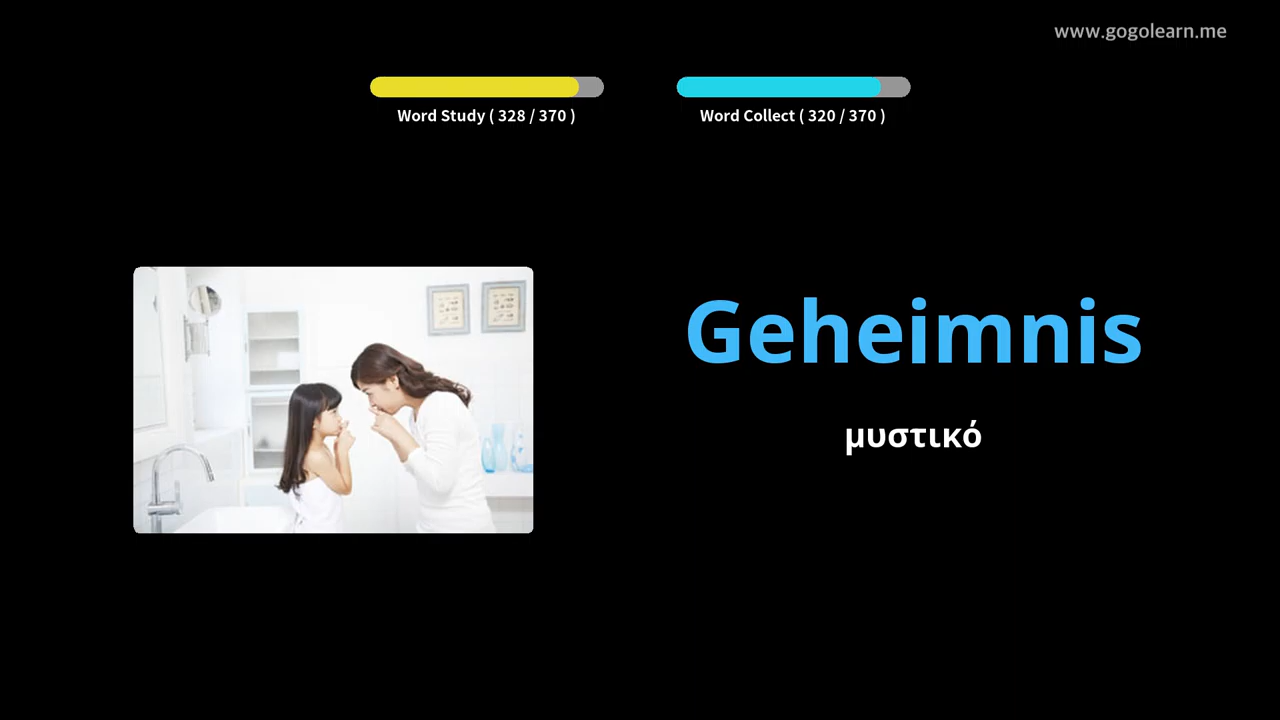 www.gogolearn.me
Word Study ( 328 / 370 )
Word Collect ( 320 / 370 )
Geheimnis
μυστικό